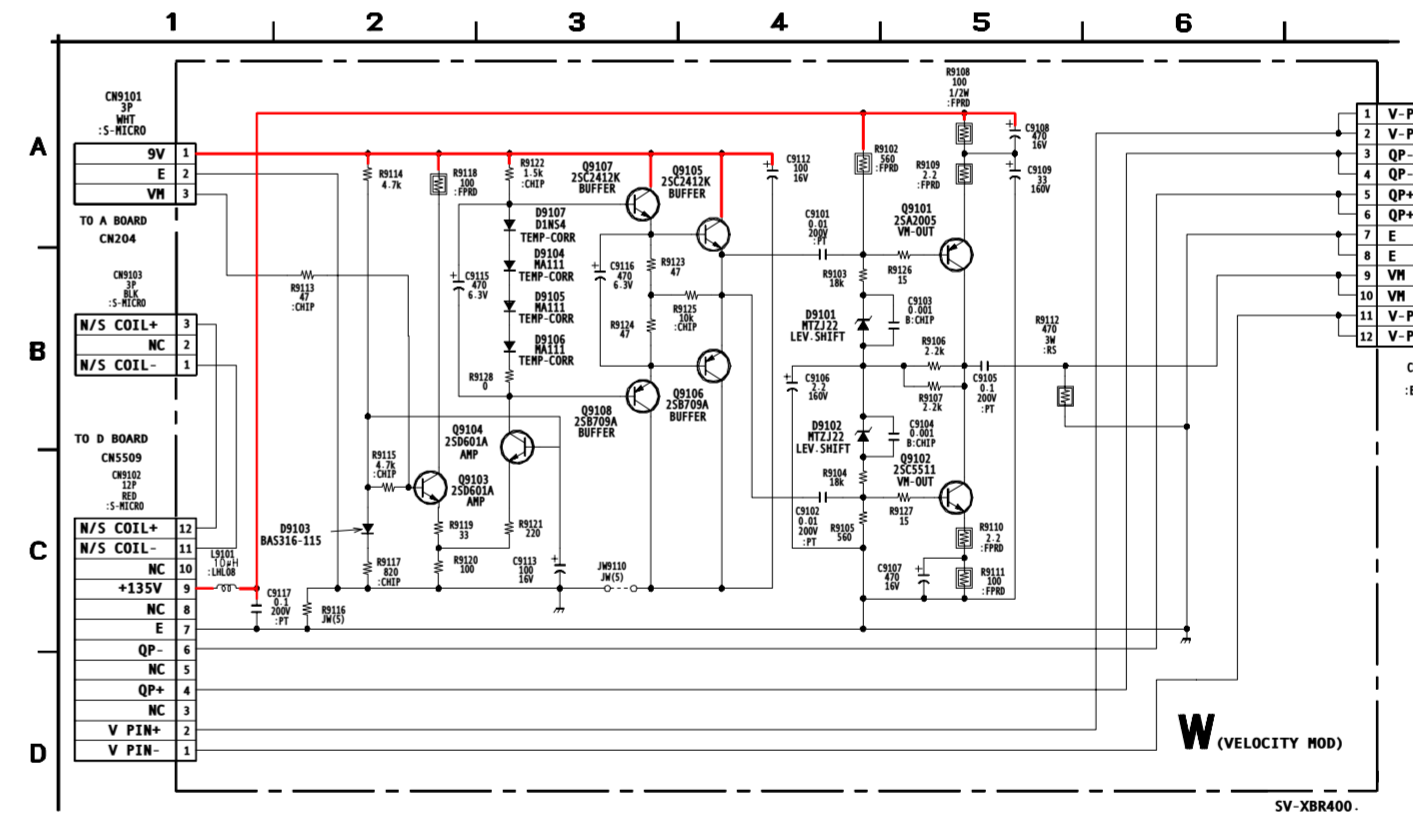 1 2 3 4 5 6
A
B
C
D
CN9101
3P
WHT
:S-MICRO
9V 1
E 2
VM 3
TO A BOARD
CN204
CN9103
3P
BLK
:S-MICRO
N/S COIL+ 3
NC 2
N/S COIL- 1
TO D BOARD
CN5509
CN9102
12P
RED
:S-MICRO
N/S COIL+ 12
N/S COIL- 11
NC 10
+135V 9
NC 8
E 7
QP- 6
NC 5
QP+ 4
NC 3
V PIN+ 2
V PIN- 1
L9101
10µH
:LHL08
C9117
0.1
200V
:PT
R9116
JW(5)
R9113
47
:CHIP
R9114
4.7k
R9118
100
:FPRD
R9122
1.5k
:CHIP
Q9107
2SC2412K
BUFFER
Q9105
2SC2412K
BUFFER
C9112
100
16V
D9107
D1NS4
TEMP-CORR
D9104
MA111
TEMP-CORR
D9105
MA111
TEMP-CORR
D9106
MA111
TEMP-CORR
C9115
470
6.3V
C9116
470
6.3V
R9123
47
R9124
47
R9125
10k
:CHIP
R9128
0
Q9108
2SB709A
BUFFER
Q9106
2SB709A
BUFFER
Q9104
2SD601A
AMP
Q9103
2SD601A
AMP
R9115
4.7k
:CHIP
D9103
BAS316-115
R9117
820
:CHIP
R9119
33
R9120
100
R9121
220
C9113
100
16V
JW9110
JW(5)
C9101
0.01
200V
:PT
R9102
560
:FPRD
R9108
100
1/2W
:FPRD
R9109
2.2
:FPRD
C9108
470
16V
C9109
33
160V
Q9101
2SA2005
VM-OUT
R9103
18k
R9126
15
D9101
MTZJ22
LEV.SHIFT
C9103
0.001
B:CHIP
R9106
2.2k
R9107
2.2k
C9106
2.2
160V
C9105
0.1
200V
:PT
R9112
470
3W
:RS
D9102
MTZJ22
LEV.SHIFT
C9104
0.001
B:CHIP
Q9102
2SC5511
VM-OUT
R9104
18k
R9127
15
C9102
0.01
200V
:PT
R9105
560
R9110
2.2
:FPRD
C9107
470
16V
R9111
100
:FPRD
1 V-P
2 V-P
3 QP-
4 QP-
5 QP+
6 QP+
7 E
8 E
9 VM
10 VM
11 V-P
12 V-P
C
W (VELOCITY MOD)
SV-XBR400.